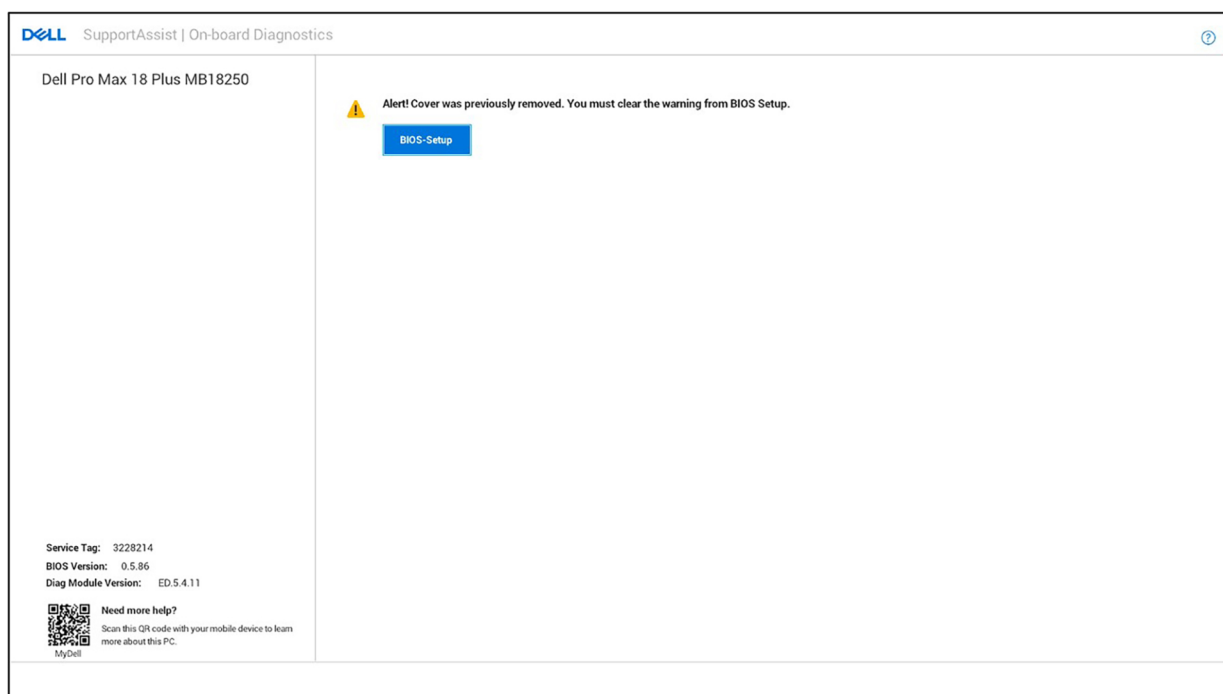 DELL SupportAssist | On-board Diagnostics
?
Dell Pro Max 18 Plus MB18250
Alert! Cover was previously removed. You must clear the warning from BIOS Setup.
BIOS-Setup
Service Tag: 3228214
BIOS Version: 0.5.86
Diag Module Version: ED.5.4.11
Need more help?
Scan this QR code with your mobile device to learn
more about this PC.
MyDell